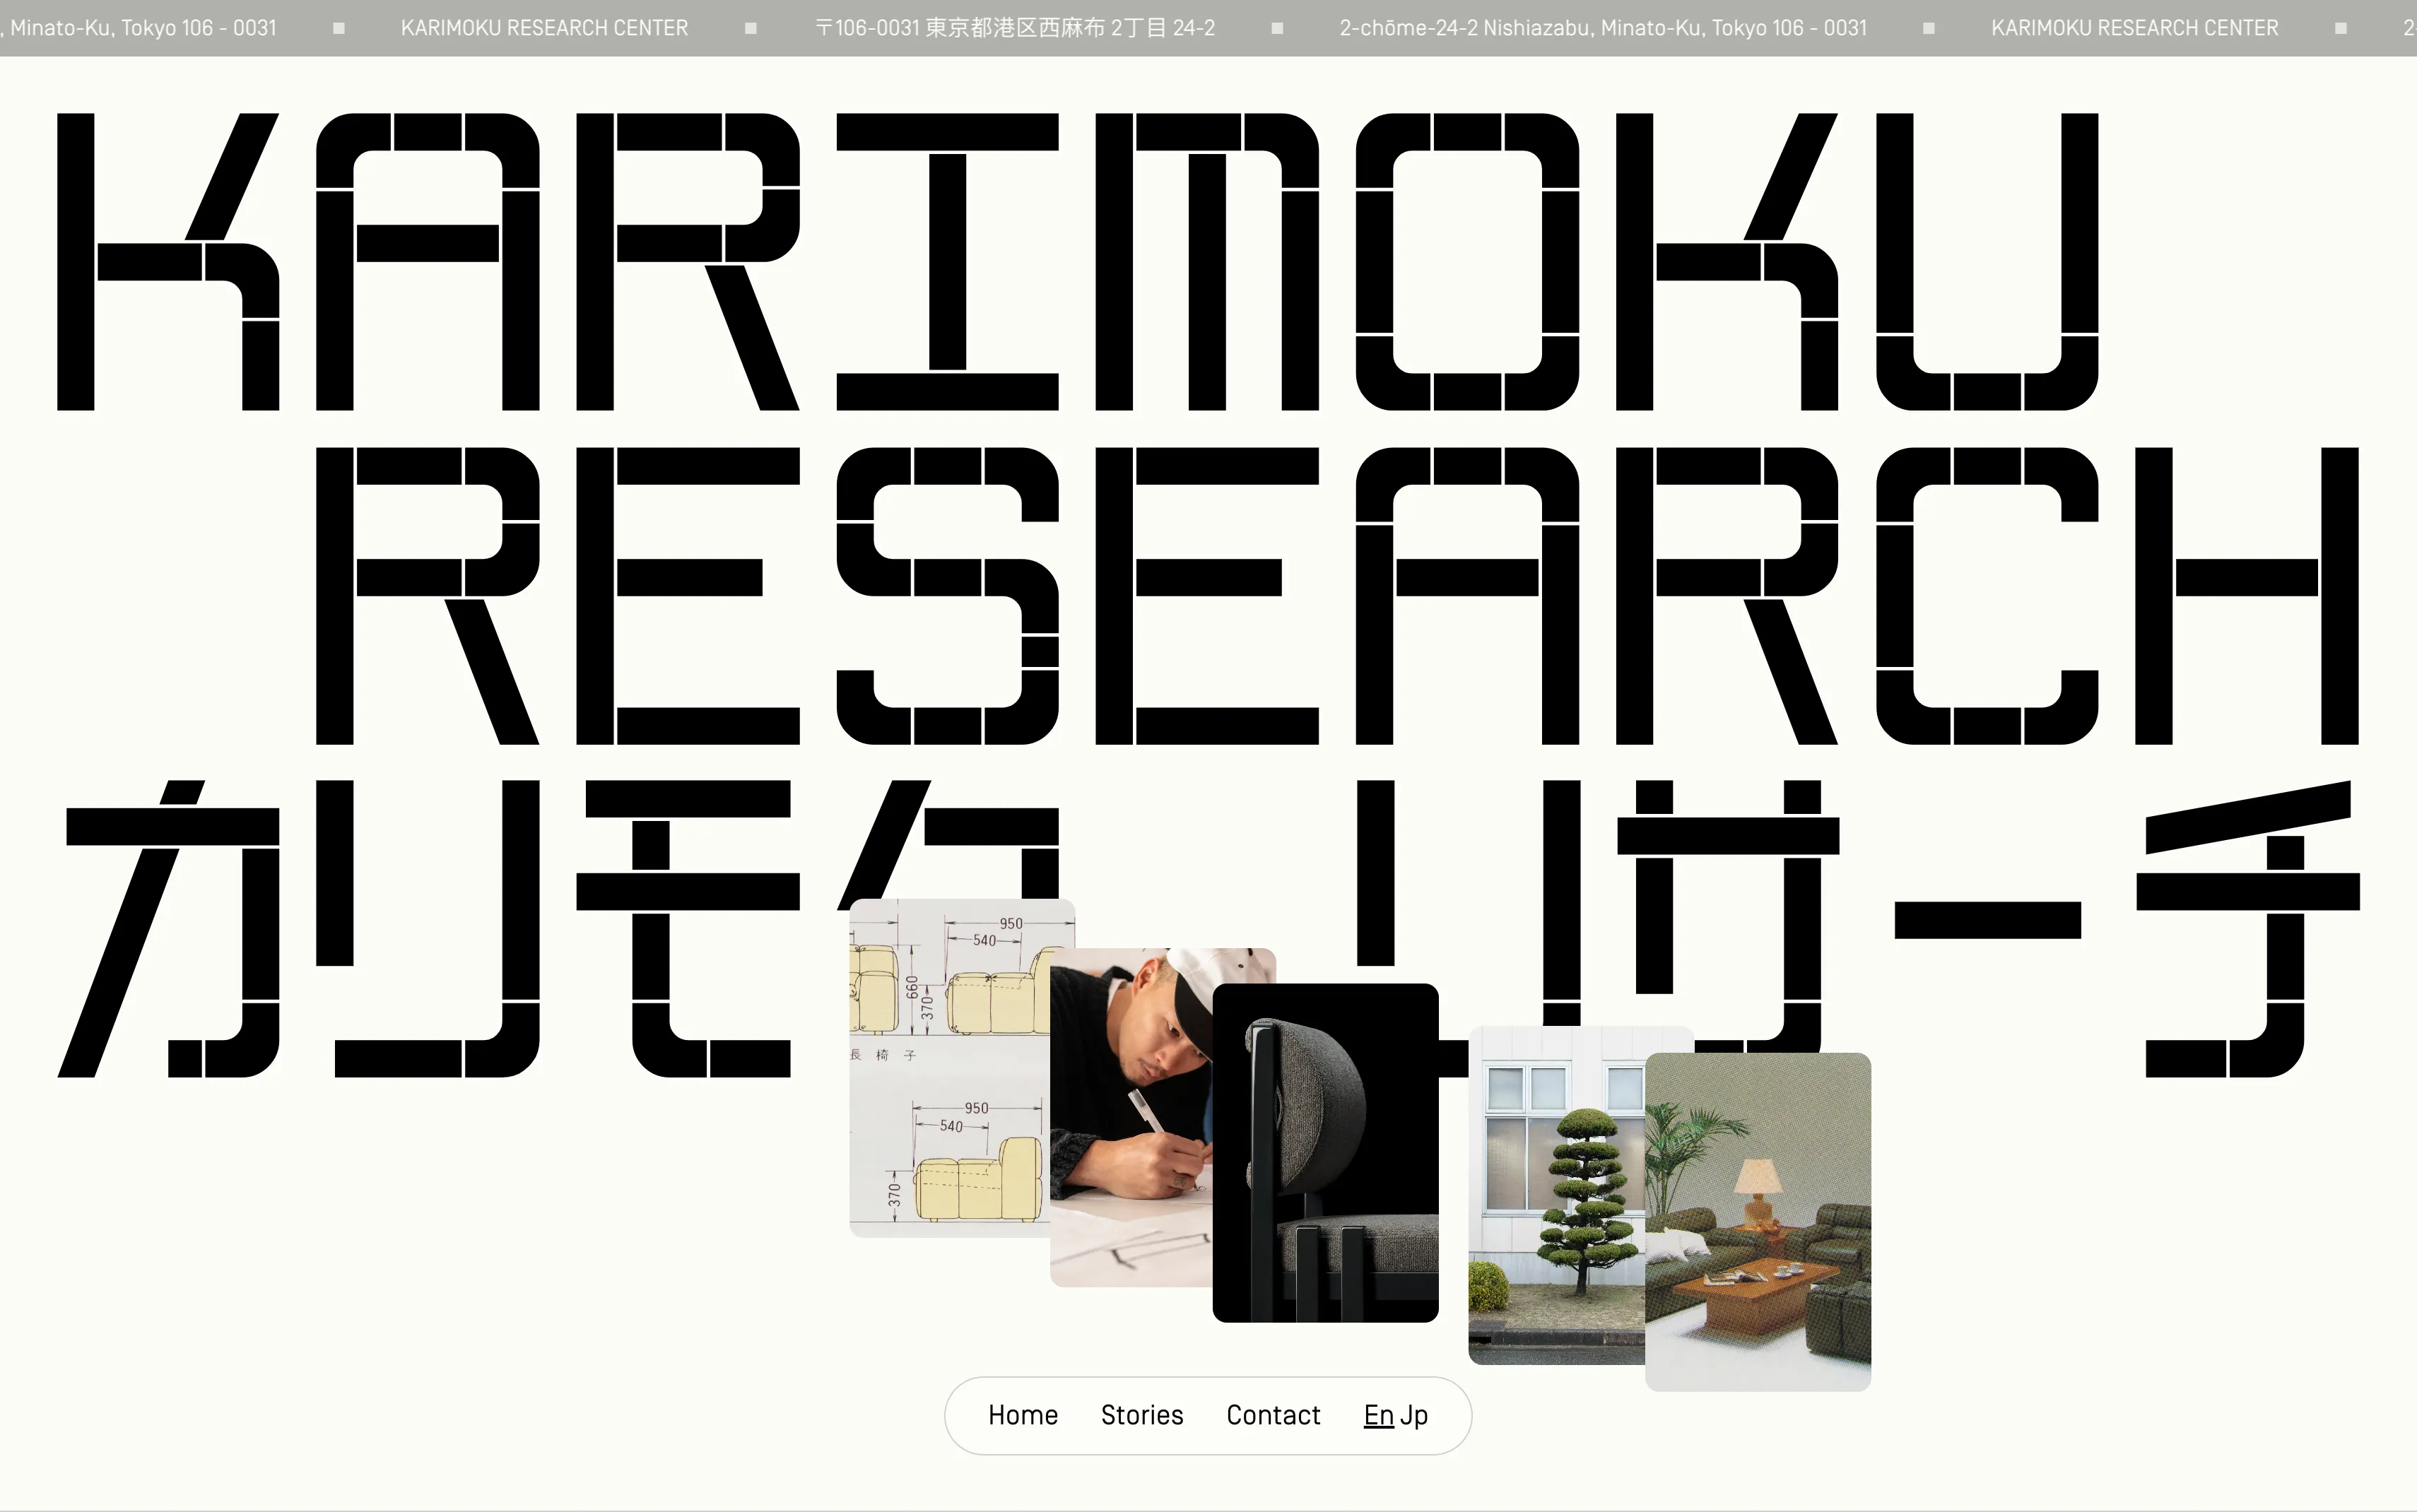 , Minato-Ku, Tokyo 106 - 0031 ■ KARIMOKU RESEARCH CENTER ■ 〒106-0031 東京都港区西麻布 2丁目 24-2 ■ 2-chōme-24-2 Nishiazabu, Minato-Ku, Tokyo 106 - 0031 ■ KARIMOKU RESEARCH CENTER ■ 2-
KARIMOKU
RESEARCH
カリモク リサーチ
950
540
660
370
長 椅 子
950
540
370
Home Stories Contact En Jp